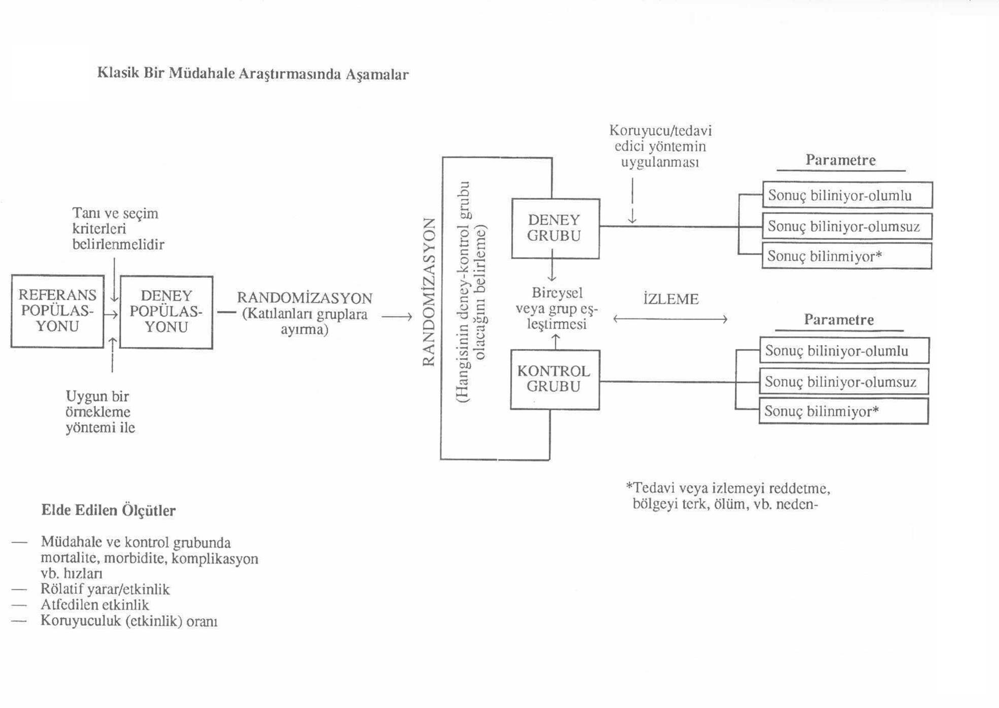 Klasik Bir Müdahale Araştırmasında Aşamalar
Tanı ve seçim
kriterleri
belirlenmelidir
REFERANS
POPÜLAS-
YONU
DENEY
POPÜLAS-
YONU
Uygun bir
örnekleme
yöntemi ile
RANDOMİZASYON
(Katılanları gruplara
ayırma)
RANDOMİZASYON
(Hangisinin deney-kontrol grubu
olacağını belirleme)
DENEY
GRUBU
Bireysel
veya grup eş-
leştirmesi
KONTROL
GRUBU
Koruyucu/tedavi
edici yöntemin
uygulanması
İZLEME
Parametre
Sonuç biliniyor-olumlu
Sonuç biliniyor-olumsuz
Sonuç bilinmiyor*
Parametre
Sonuç biliniyor-olumlu
Sonuç biliniyor-olumsuz
Sonuç bilinmiyor*
*Tedavi veya izlemeyi reddetme,
bölgeyi terk, ölüm, vb. neden-
Elde Edilen Ölçütler
— Müdahale ve kontrol grubunda
mortalite, morbidite, komplikasyon
vb. hızları
— Rölatif yarar/etkinlik
— Atfedilen etkinlik
— Koruyuculuk (etkinlik) oranı